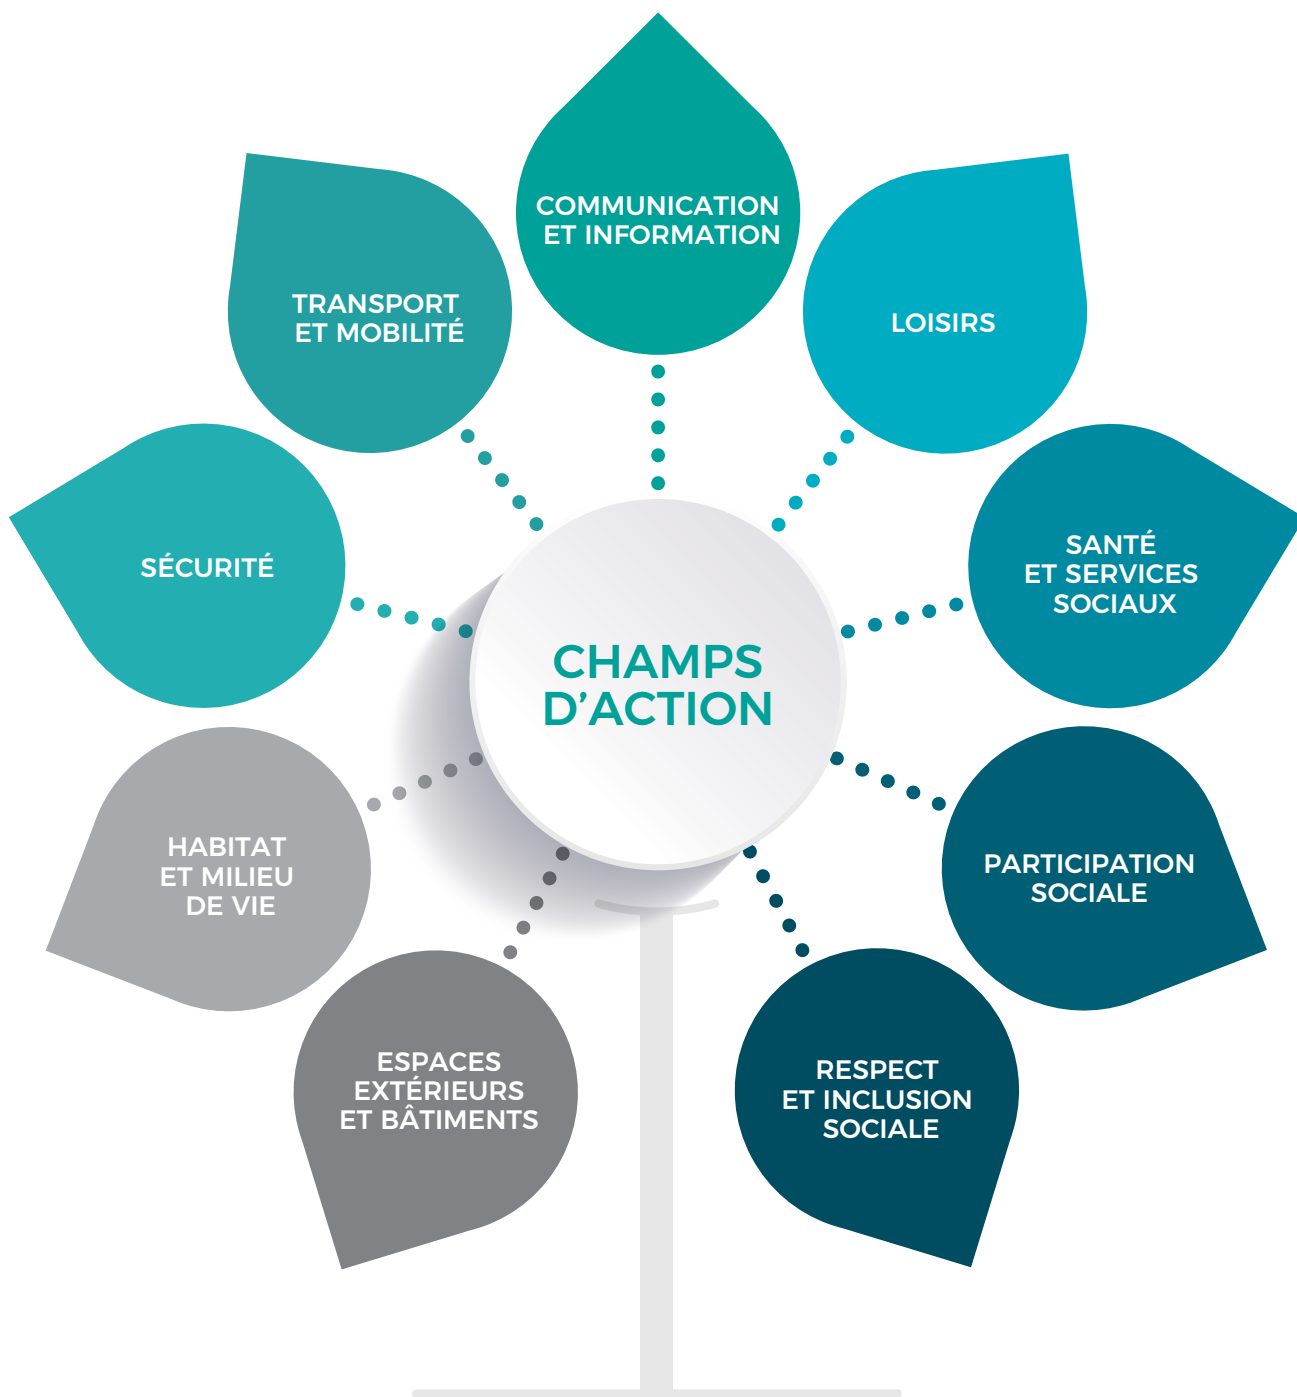 COMMUNICATION
ET INFORMATION
LOISIRS
SANTÉ
ET SERVICES
SOCIAUX
PARTICIPATION
SOCIALE
RESPECT
ET INCLUSION
SOCIALE
ESPACES
EXTÉRIEURS
ET BÂTIMENTS
HABITAT
ET MILIEU
DE VIE
SÉCURITÉ
TRANSPORT
ET MOBILITÉ
CHAMPS
D’ACTION